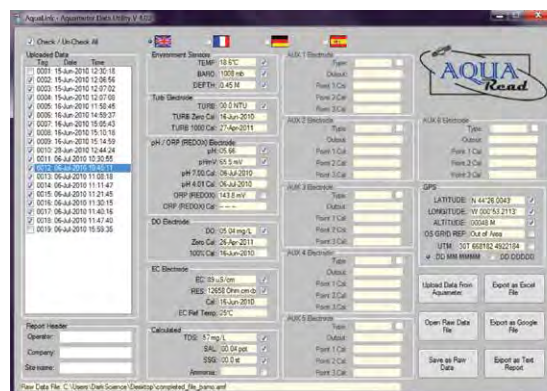 AquaLink - Aquameter Data Utility V 4.02
Check / Un-Check All
Uploaded Data
Tag Date Time
0001: 15-Jun-2010 12:30:18
0002: 15-Jun-2010 12:06:56
0003: 15-Jun-2010 12:07:02
0004: 15-Jun-2010 12:07:08
0005: 16-Jun-2010 11:58:45
0006: 16-Jun-2010 14:59:37
0007: 16-Jun-2010 15:05:43
0008: 16-Jun-2010 15:10:18
0009: 16-Jun-2010 15:14:59
0010: 23-Jun-2010 12:44:24
0011: 06-Jul-2010 10:30:55
0012: 06-Jul-2010 10:40:11
0013: 06-Jul-2010 11:08:18
0014: 06-Jul-2010 11:11:47
0015: 06-Jul-2010 11:21:45
0016: 06-Jul-2010 11:30:15
0017: 06-Jul-2010 11:40:16
0018: 06-Jul-2010 11:47:40
0019: 06-Jul-2010 15:59:35
Report Header
Operator:
Company:
Site name:
Environment Sensors
TEMP: 18.6°C
BARO: 1008 mb
DEPTH: 0.45 M
Turb Electrode
TURB: 00.0 NTU
TURB Zero Cal: 16-Jun-2010
TURB 1000 Cal: 27-Apr-2011
pH / ORP (REDOX) Electrode
pH: 05.66
pHmV: 65.5 mV
pH 7.00 Cal: 06-Jul-2010
pH 4.01 Cal: 06-Jul-2010
ORP (REDOX): 143.8 mV
ORP (REDOX) Cal: -- -- --
DO Electrode
DO: 05.04 mg/L
Zero Cal: 26-Apr-2011
100% Cal: 16-Jun-2010
EC Electrode
EC: uS/cm
RES: 12658 Ohm.cm
Cal: 16-Jun-2010
EC Ref Temp: 25°C
Calculated
TDS: 57 mg/L
SAL: 00.04 ppt
SSG: 00.0 st
Ammonia:
AUX 1 Electrode
Type:
Output:
Point 1 Cal:
Point 2 Cal:
Point 3 Cal:
AUX 2 Electrode
Type:
Output:
Point 1 Cal:
Point 2 Cal:
Point 3 Cal:
AUX 3 Electrode
Type:
Output:
Point 1 Cal:
Point 2 Cal:
Point 3 Cal:
AUX 4 Electrode
Type:
Output:
Point 1 Cal:
Point 2 Cal:
Point 3 Cal:
AUX 5 Electrode
Type:
Output:
Point 1 Cal:
Point 2 Cal:
Point 3 Cal:
AQUA
Read
AUX 6 Electrode
Type:
Output:
Point 1 Cal:
Point 2 Cal:
Point 3 Cal:
GPS
LATITUDE: N 44°26.0043'
LONGITUDE: W 000°53.2113'
ALTITUDE: 00048 M
OS GRID REF: Out of Area
UTM: 30T 668182 4922184
DD MM.MMMM DD.DDDDD
Upload Data From Aquameter
Export as Excel File
Open Raw Data File
Export as Google File
Save as Raw Data
Export as Text Report
Raw Data File: C:\Users\Dark Science\Desktop\completed_file_bamo.amf